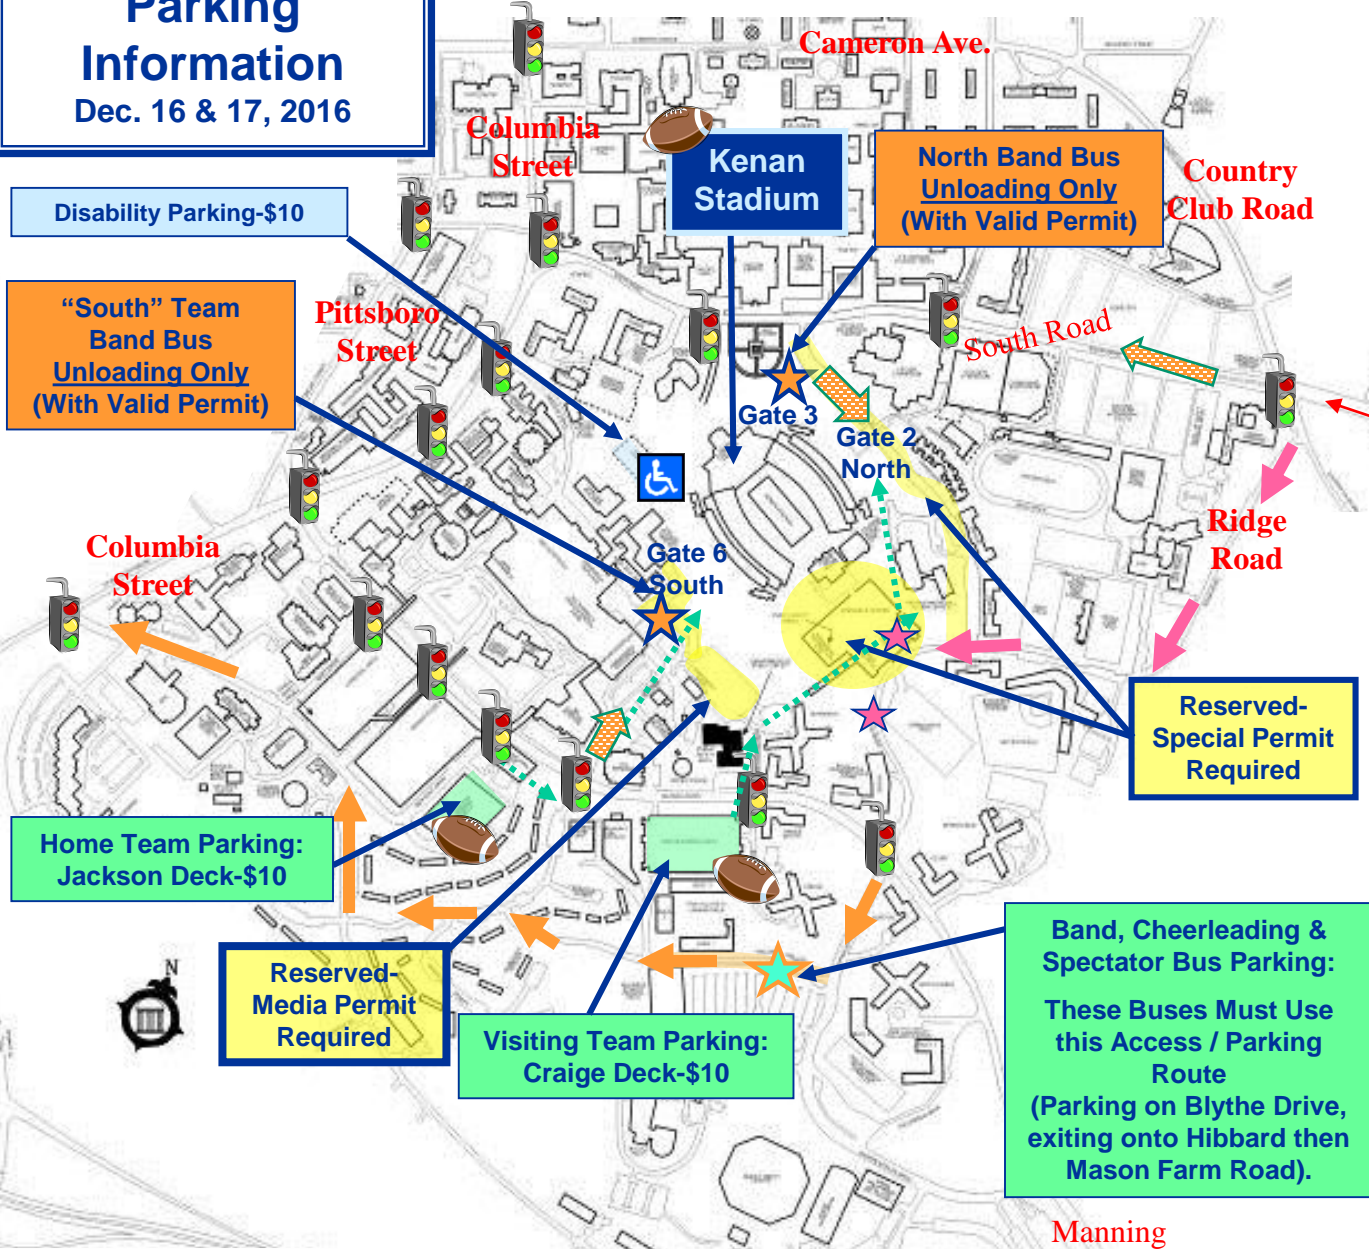 Parking
Information
Dec. 16 & 17, 2016
Cameron Ave.
Columbia
Street
Kenan
Stadium
North Band Bus
Unloading Only
(With Valid Permit)
Country
Club Road
Disability Parking-$10
“South” Team
Band Bus
Unloading Only
(With Valid Permit)
Pittsboro
Street
South Road
Gate 3
Gate 2
North
Ridge
Road
Columbia
Street
Gate 6
South
Reserved-
Special Permit
Required
Home Team Parking:
Jackson Deck-$10
Reserved-
Media Permit
Required
N
Visiting Team Parking:
Craige Deck-$10
Band, Cheerleading &
Spectator Bus Parking:
These Buses Must Use
this Access / Parking
Route
(Parking on Blythe Drive,
exiting onto Hibbard then
Mason Farm Road).
Manning